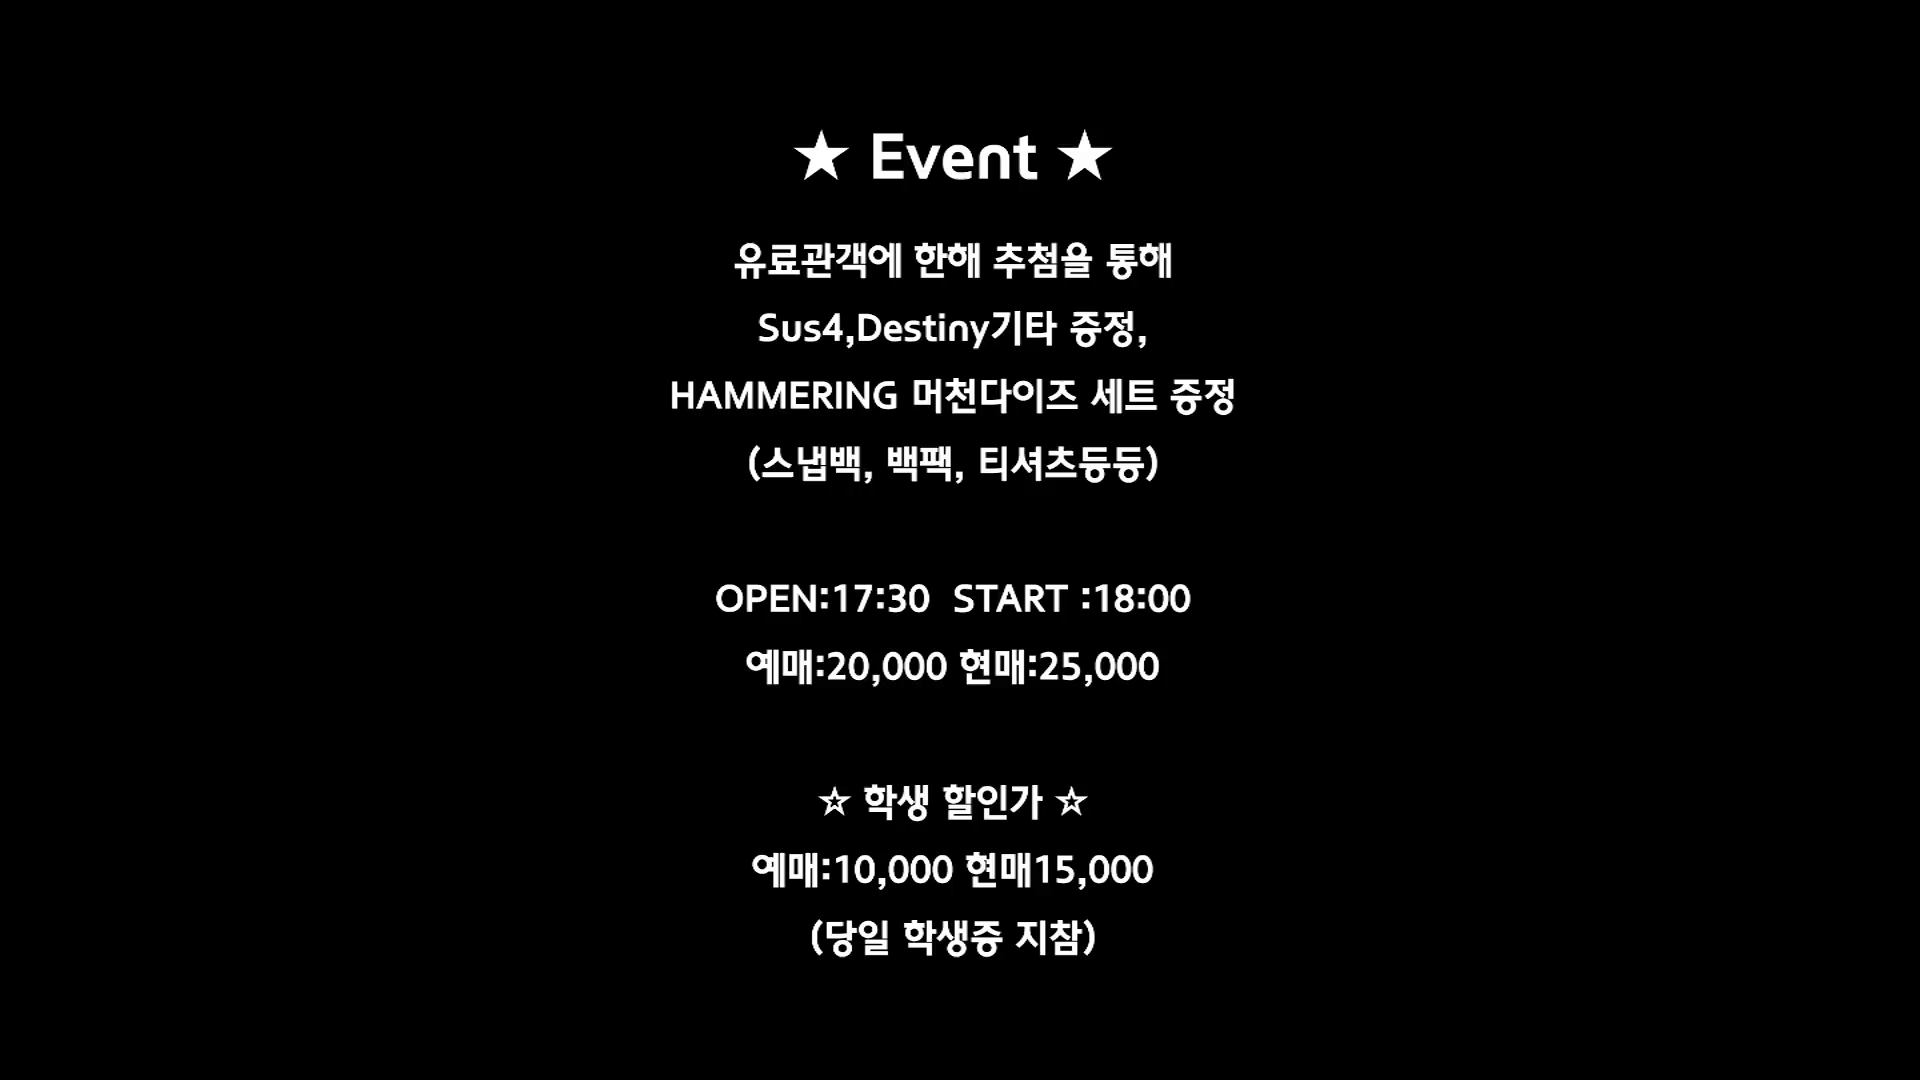 ★ Event ★
유료관객에 한해 추첨을 통해
Sus4,Destiny기타 증정,
HAMMERING 머천다이즈 세트 증정
(스냅백, 백팩, 티셔츠등등)
OPEN:17:30 START :18:00
예매:20,000 현매:25,000
☆ 학생 할인가 ☆
예매:10,000 현매15,000
(당일 학생증 지참)